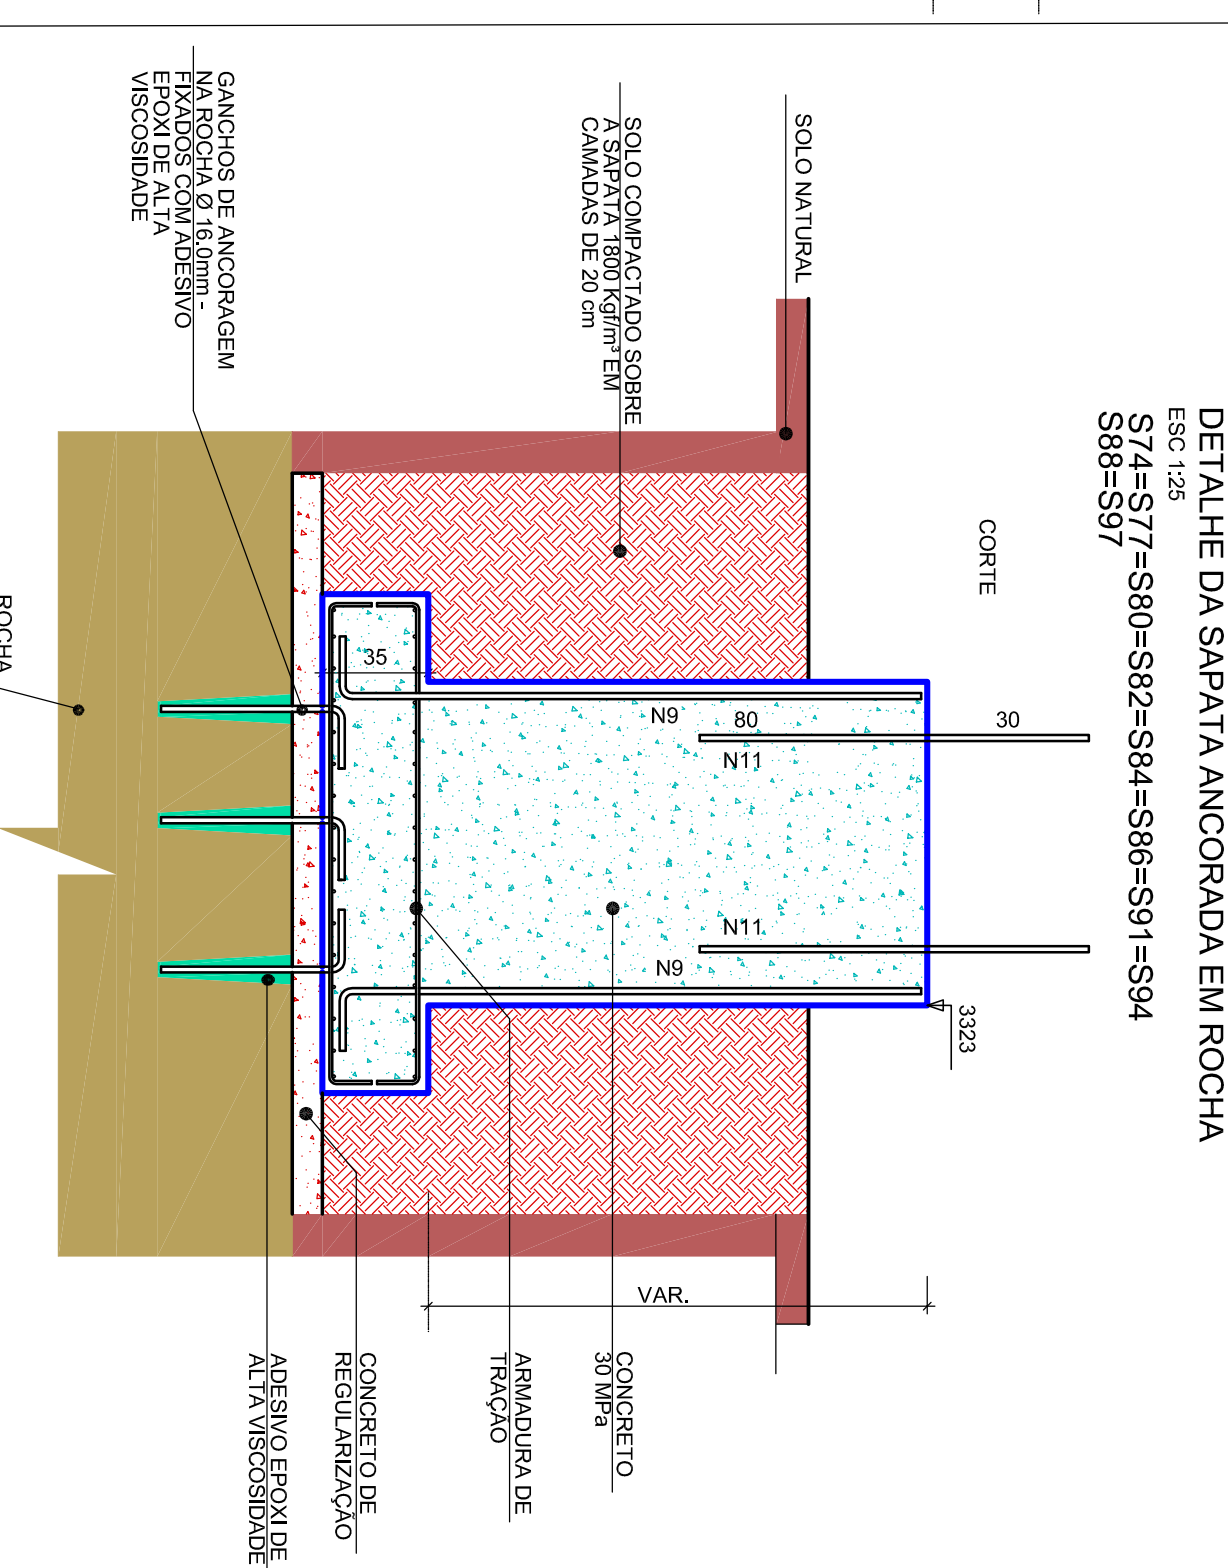 DETALHE DA SAPATA ANCORADA EM ROCHA
ESC 1:25
S74=S77=S80=S82=S84=S86=S91=S94
S88=S97
CORTE
SOLO NATURAL
SOLO COMPACTADO SOBRE
A SAPATA 1800 Kgf/m³ EM
CAMADAS DE 20 cm
GANCHOS DE ANCORAGEM
NA ROCHA Ø 16.0mm -
FIXADOS COM ADESIVO
EPOXI DE ALTA
VISCOSIDADE
ROCHA
35
N9
80
N11
30
N11
N9
3323
VAR.
CONCRETO
30 MPa
ARMADURA DE
TRAÇÃO
CONCRETO DE
REGULARIZAÇÃO
ADESIVO EPOXI DE
ALTA VISCOSIDADE